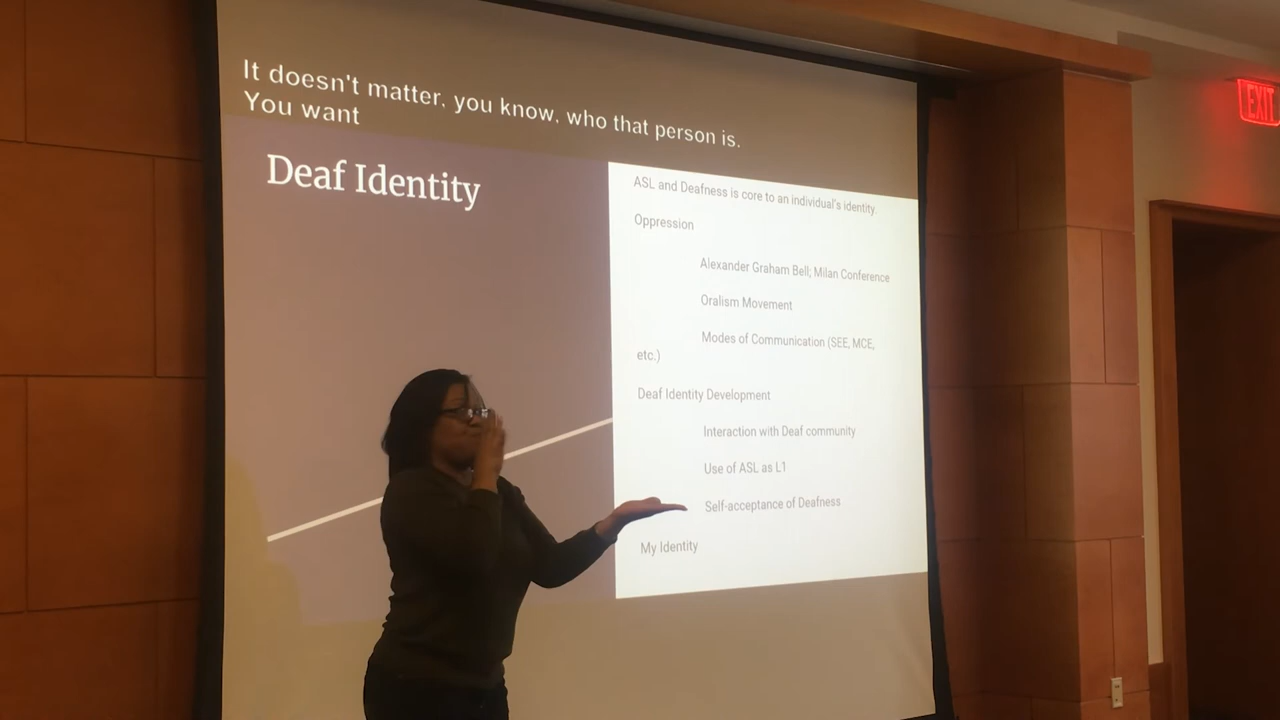 It doesn't matter, you know, who that person is.
You want
Deaf Identity
ASL and Deafness is core to an individual's identity.
Oppression
Alexander Graham Bell; Milan Conference
Oralism Movement
Modes of Communication (SEE, MCE,
etc.)
Deaf Identity Development
Interaction with Deaf community
Use of ASL as L1
Self-acceptance of Deafness
My Identity
EXIT